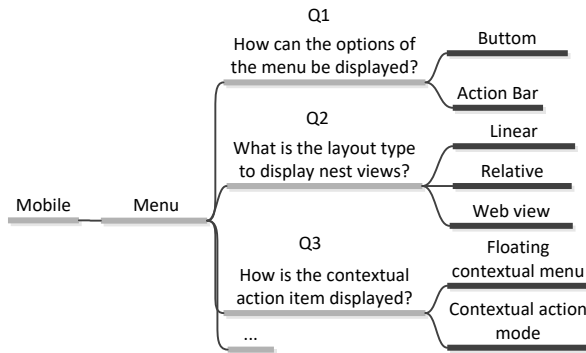 Q1
How can the options of
the menu be displayed?
Buttom
Action Bar
Q2
What is the layout type
to display nest views?
Linear
Relative
Web view
Mobile
Menu
Q3
How is the contextual
action item displayed?
Floating
contextual menu
Contextual action
mode
...